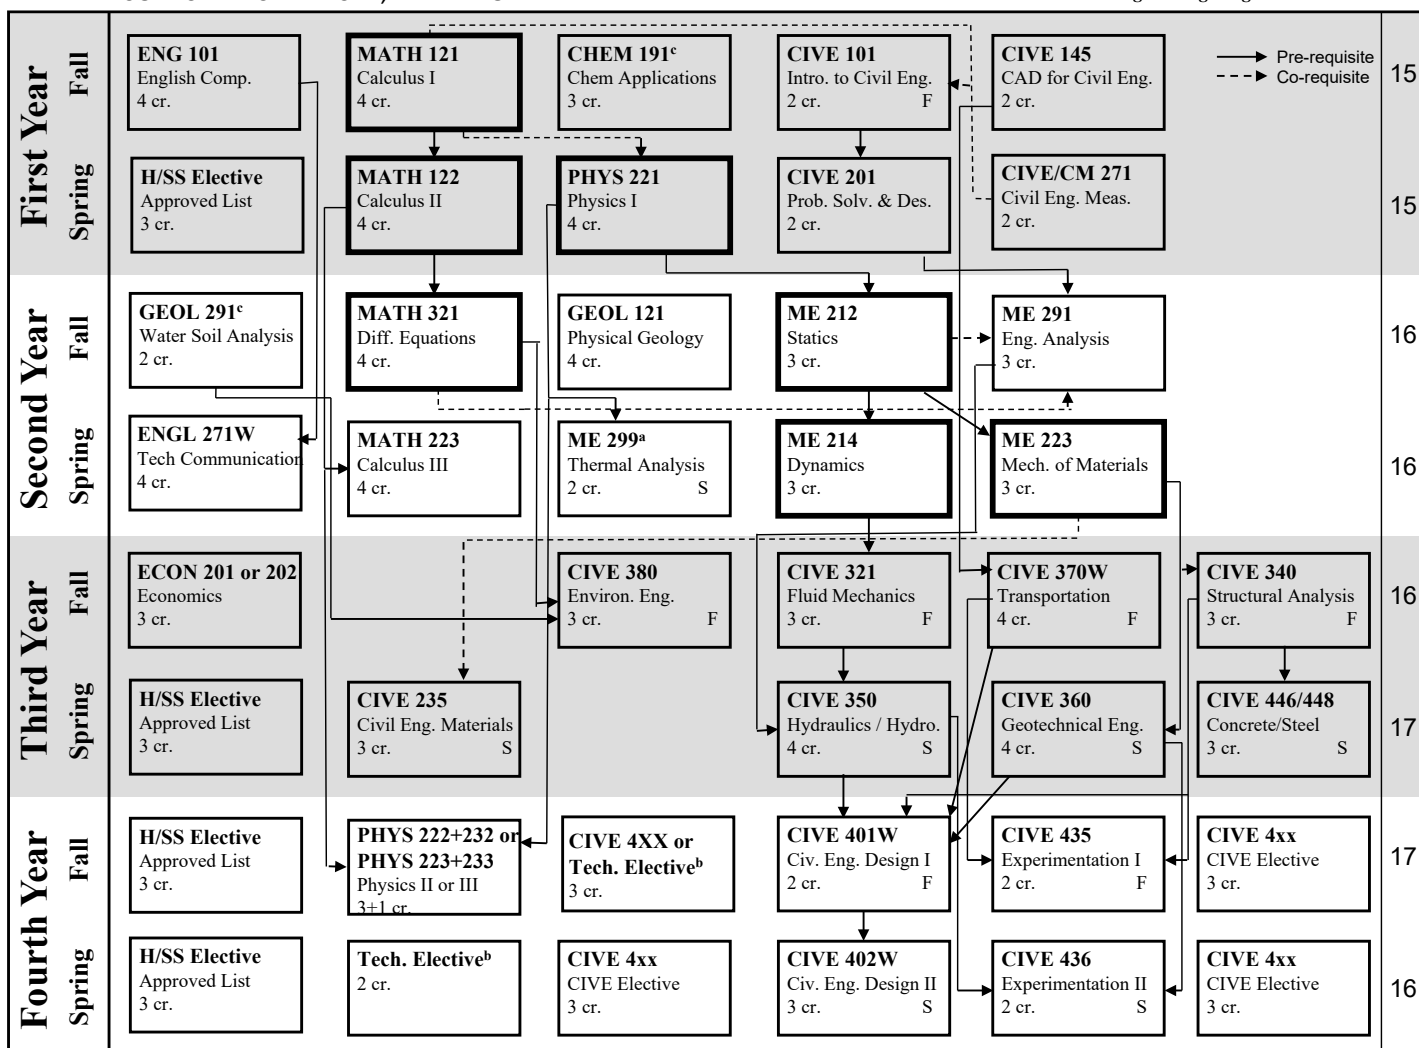 First Year
Fall
ENG 101
English Comp.
4 cr.
MATH 121
Calculus I
4 cr.
CHEM 191c
Chem Applications
3 cr.
CIVE 101
Intro. to Civil Eng.
2 cr. F
CIVE 145
CAD for Civil Eng.
2 cr.
Pre-requisite
Co-requisite
15
Spring
H/SS Elective
Approved List
3 cr.
MATH 122
Calculus II
4 cr.
PHYS 221
Physics I
4 cr.
CIVE 201
Prob. Solv. & Des.
2 cr.
CIVE/CM 271
Civil Eng. Meas.
2 cr.
15
Second Year
Fall
GEOL 291c
Water Soil Analysis
2 cr.
MATH 321
Diff. Equations
4 cr.
GEOL 121
Physical Geology
4 cr.
ME 212
Statics
3 cr.
ME 291
Eng. Analysis
3 cr.
16
Spring
ENGL 271W
Tech Communication
4 cr.
MATH 223
Calculus III
4 cr.
ME 299a
Thermal Analysis
2 cr. S
ME 214
Dynamics
3 cr.
ME 223
Mech. of Materials
3 cr.
16
Third Year
Fall
ECON 201 or 202
Economics
3 cr.
CIVE 380
Environ. Eng.
3 cr. F
CIVE 321
Fluid Mechanics
3 cr. F
CIVE 370W
Transportation
4 cr. F
CIVE 340
Structural Analysis
3 cr. F
16
Spring
H/SS Elective
Approved List
3 cr.
CIVE 235
Civil Eng. Materials
3 cr. S
CIVE 350
Hydraulics / Hydro.
4 cr. S
CIVE 360
Geotechnical Eng.
4 cr. S
CIVE 446/448
Concrete/Steel
3 cr. S
17
Fourth Year
Fall
H/SS Elective
Approved List
3 cr.
PHYS 222+232 or
PHYS 223+233
Physics II or III
3+1 cr.
CIVE 4XX or
Tech. Electiveb
3 cr.
CIVE 401W
Civ. Eng. Design I
2 cr. F
CIVE 435
Experimentation I
2 cr. F
CIVE 4xx
CIVE Elective
3 cr.
17
Spring
H/SS Elective
Approved List
3 cr.
Tech. Electiveb
2 cr.
CIVE 4xx
CIVE Elective
3 cr.
CIVE 402W
Civ. Eng. Design II
3 cr. S
CIVE 436
Experimentation II
2 cr. S
CIVE 4xx
CIVE Elective
3 cr.
16